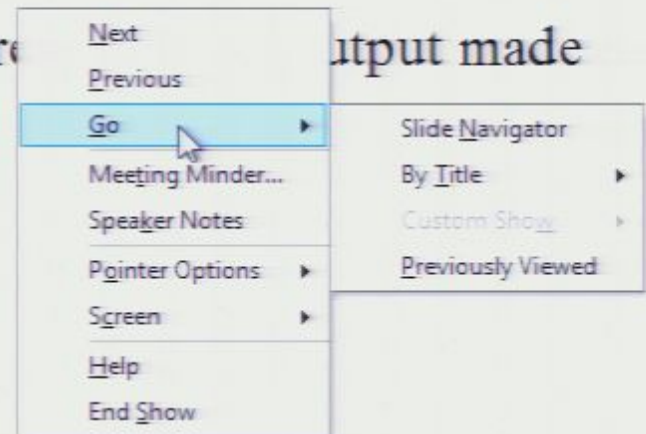 re
utput made
Next
Previous
Go
Meeting Minder...
Speaker Notes
Pointer Options
Screen
Help
End Show
Slide Navigator
By Title
Custom Show
Previously Viewed